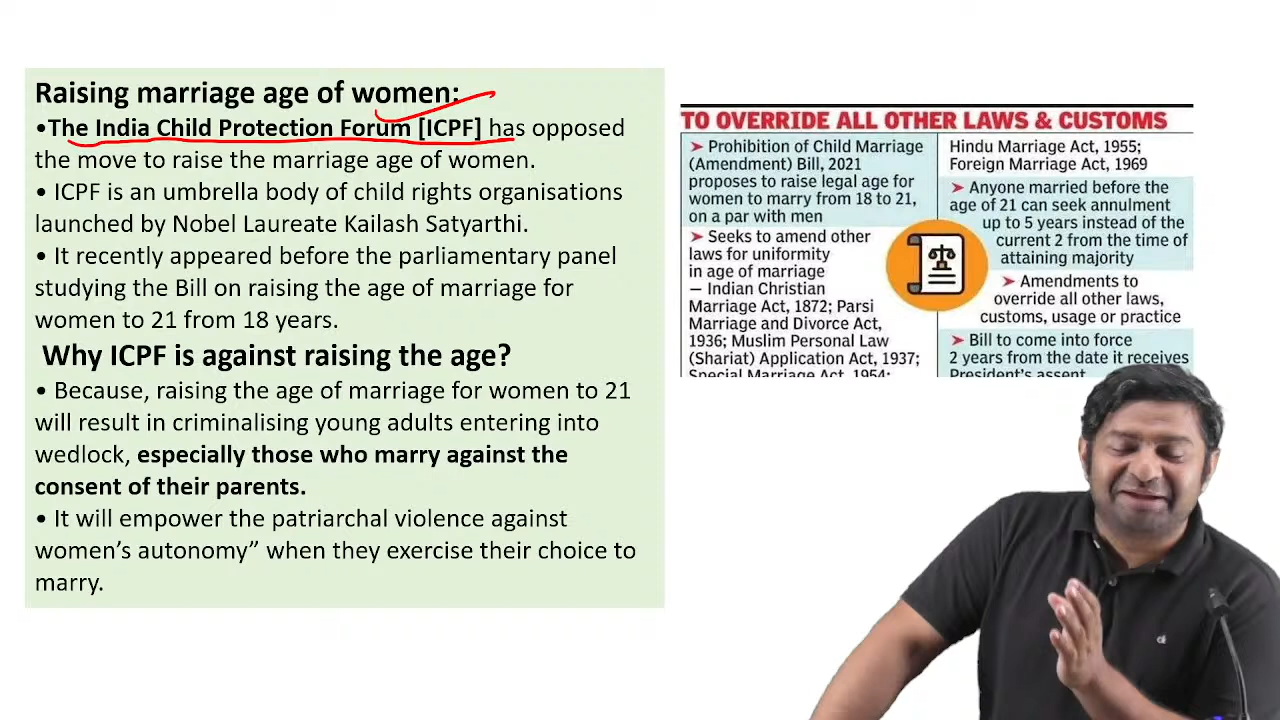 Raising marriage age of women:
•The India Child Protection Forum [ICPF] has opposed
the move to raise the marriage age of women.
• ICPF is an umbrella body of child rights organisations
launched by Nobel Laureate Kailash Satyarthi.
• It recently appeared before the parliamentary panel
studying the Bill on raising the age of marriage for
women to 21 from 18 years.
Why ICPF is against raising the age?
• Because, raising the age of marriage for women to 21
will result in criminalising young adults entering into
wedlock, especially those who marry against the
consent of their parents.
• It will empower the patriarchal violence against
women’s autonomy” when they exercise their choice to
marry.
TO OVERRIDE ALL OTHER LAWS & CUSTOMS
➤ Prohibition of Child Marriage
(Amendment) Bill, 2021
proposes to raise legal age for
women to marry from 18 to 21,
on a par with men
➤ Seeks to amend other
laws for uniformity
in age of marriage
— Indian Christian
Marriage Act, 1872; Parsi
Marriage and Divorce Act,
1936; Muslim Personal Law
(Shariat) Application Act, 1937;
Special Marriage Act, 1954;
Hindu Marriage Act, 1955;
Foreign Marriage Act, 1969
➤ Anyone married before the
age of 21 can seek annulment
up to 5 years instead of the
current 2 from the time of
attaining majority
➤ Amendments to
override all other laws,
customs, usage or practice
➤ Bill to come into force
2 years from the date it receives
President’s assent